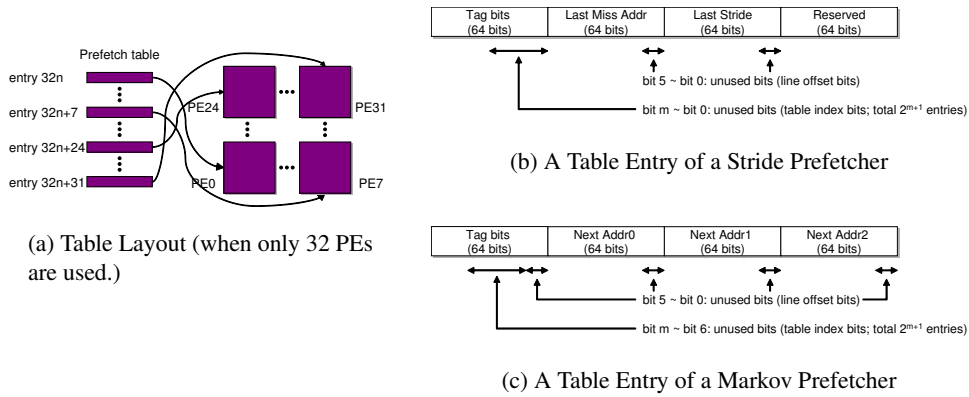 Prefetch table
entry 32n
entry 32n+7
entry 32n+24
entry 32n+31
PE24
PE31
PE0
PE7
(a) Table Layout (when only 32 PEs
are used.)
Tag bits
(64 bits)
Last Miss Addr
(64 bits)
Last Stride
(64 bits)
Reserved
(64 bits)
bit 5 ~ bit 0: unused bits (line offset bits)
bit m ~ bit 0: unused bits (table index bits; total 2^{m+1} entries)
(b) A Table Entry of a Stride Prefetcher
Tag bits
(64 bits)
Next Addr0
(64 bits)
Next Addr1
(64 bits)
Next Addr2
(64 bits)
bit 5 ~ bit 0: unused bits (line offset bits)
bit m ~ bit 6: unused bits (table index bits; total 2^{m+1} entries)
(c) A Table Entry of a Markov Prefetcher